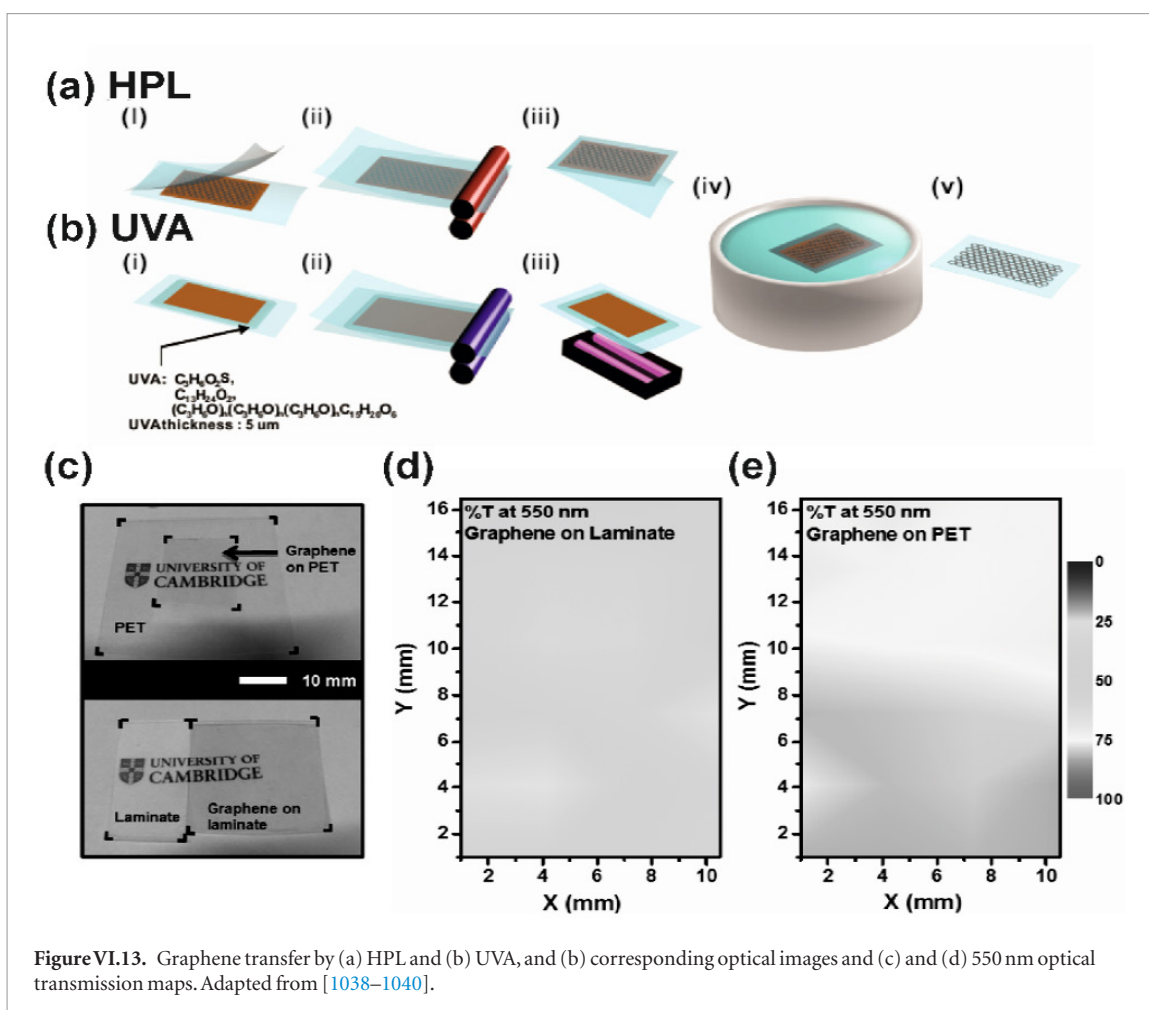 (a) HPL
(I)
(ii)
(iii)
(iv)
(v)
(b) UVA
(i)
(ii)
(iii)
UVA: C₃H₆O₂S,
C₁₃H₂₄O₂,
(C₃H₆O)ₙ(C₃H₆O)ₙ(C₃H₆O)ₙC₁₅H₂₀O₆
UVAthickness : 5 um
(c)
UNIVERSITY OF
CAMBRIDGE
Graphene
on PET
PET
10 mm
UNIVERSITY OF
CAMBRIDGE
Laminate
Graphene on
laminate
(d)
%T at 550 nm
Graphene on Laminate
16
14
12
10
8
6
4
2
Y (mm)
2 4 6 8 10
X (mm)
(e)
%T at 550 nm
Graphene on PET
16
14
12
10
8
6
4
2
Y (mm)
2 4 6 8 10
X (mm)
0
25
50
75
100
Figure VI.13. Graphene transfer by (a) HPL and (b) UVA, and (b) corresponding optical images and (c) and (d) 550 nm optical
transmission maps. Adapted from [1038–1040].